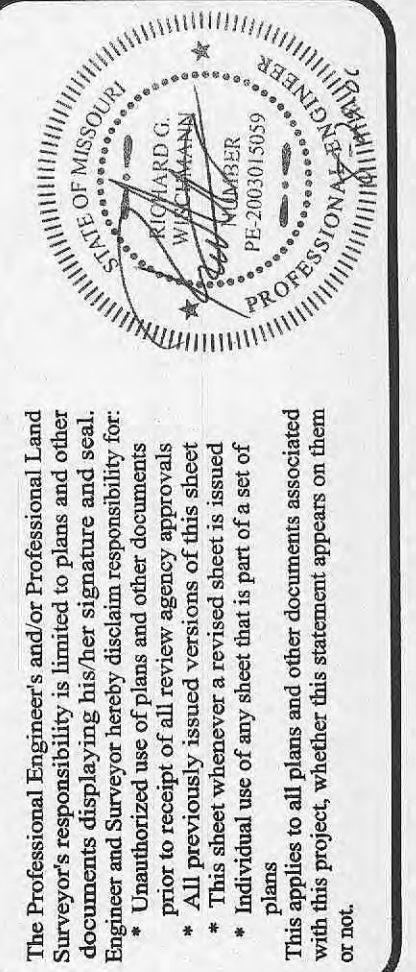 The Professional Engineer's and/or Professional Land
Surveyor's responsibility is limited to plans and other
documents displaying his/her signature and seal.
Engineer and Surveyor hereby disclaim responsibility for:
* Unauthorized use of plans and other documents
prior to receipt of all review agency approvals
* All previously issued versions of this sheet
* This sheet whenever a revised sheet is issued
* Individual use of any sheet that is part of a set of
plans
This applies to all plans and other documents associated
with this project, whether this statement appears on them
or not.
STATE OF MISSOURI
RICHARD G.
NUMBER
PE-2003015059
PROFESSIONAL ENGINEER